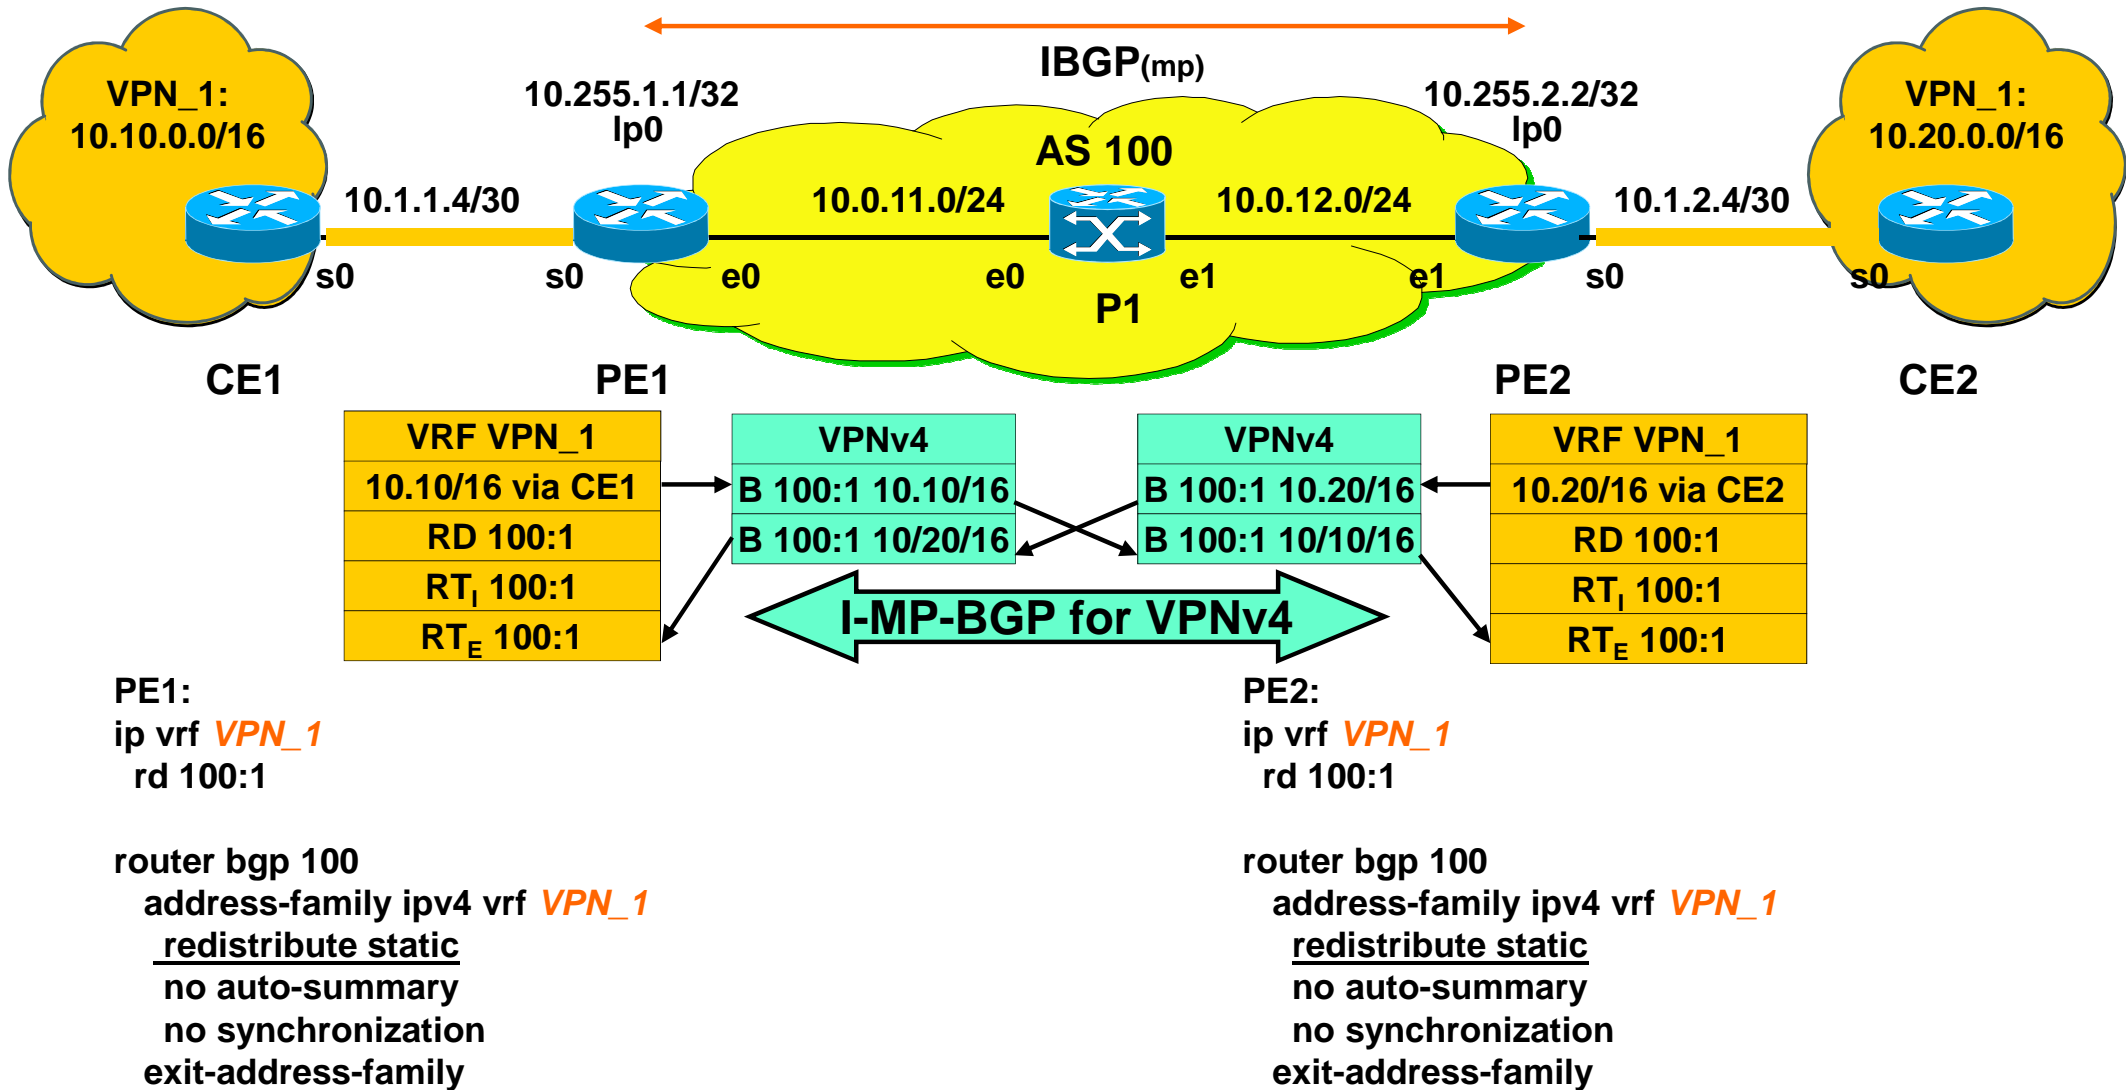 IBGP(mp)
VPN_1:
10.10.0.0/16
10.255.1.1/32
lp0
10.255.2.2/32
lp0
VPN_1:
10.20.0.0/16
AS 100
10.1.1.4/30
10.0.11.0/24
10.0.12.0/24
10.1.2.4/30
s0
s0
e0
e0
e1
e1
s0
s0
P1
CE1
PE1
PE2
CE2
VRF VPN_1
10.10/16 via CE1
RD 100:1
RTI 100:1
RTE 100:1
VPNv4
B 100:1 10.10/16
B 100:1 10/20/16
VPNv4
B 100:1 10.20/16
B 100:1 10/10/16
VRF VPN_1
10.20/16 via CE2
RD 100:1
RTI 100:1
RTE 100:1
I-MP-BGP for VPNv4
PE1:
ip vrf VPN_1
rd 100:1
router bgp 100
address-family ipv4 vrf VPN_1
redistribute static
no auto-summary
no synchronization
exit-address-family
PE2:
ip vrf VPN_1
rd 100:1
router bgp 100
address-family ipv4 vrf VPN_1
redistribute static
no auto-summary
no synchronization
exit-address-family